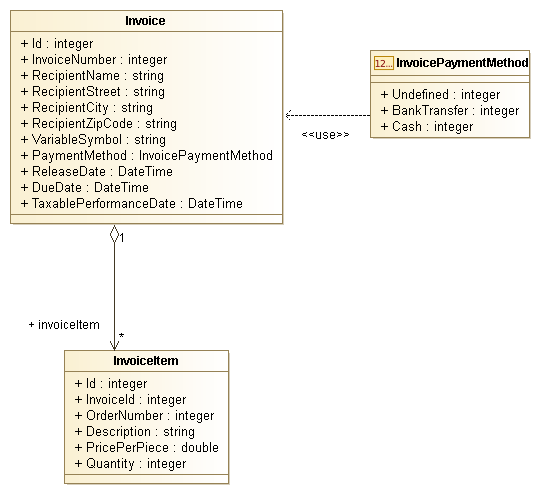 Invoice
+ Id : integer
+ InvoiceNumber : integer
+ RecipientName : string
+ RecipientStreet : string
+ RecipientCity : string
+ RecipientZipCode : string
+ VariableSymbol : string
+ PaymentMethod : InvoicePaymentMethod
+ ReleaseDate : DateTime
+ DueDate : DateTime
+ TaxablePerformanceDate : DateTime
12... InvoicePaymentMethod
+ Undefined : integer
+ BankTransfer : integer
+ Cash : integer
<<use>>
1
+ invoiceItem
*
InvoiceItem
+ Id : integer
+ InvoiceId : integer
+ OrderNumber : integer
+ Description : string
+ PricePerPiece : double
+ Quantity : integer